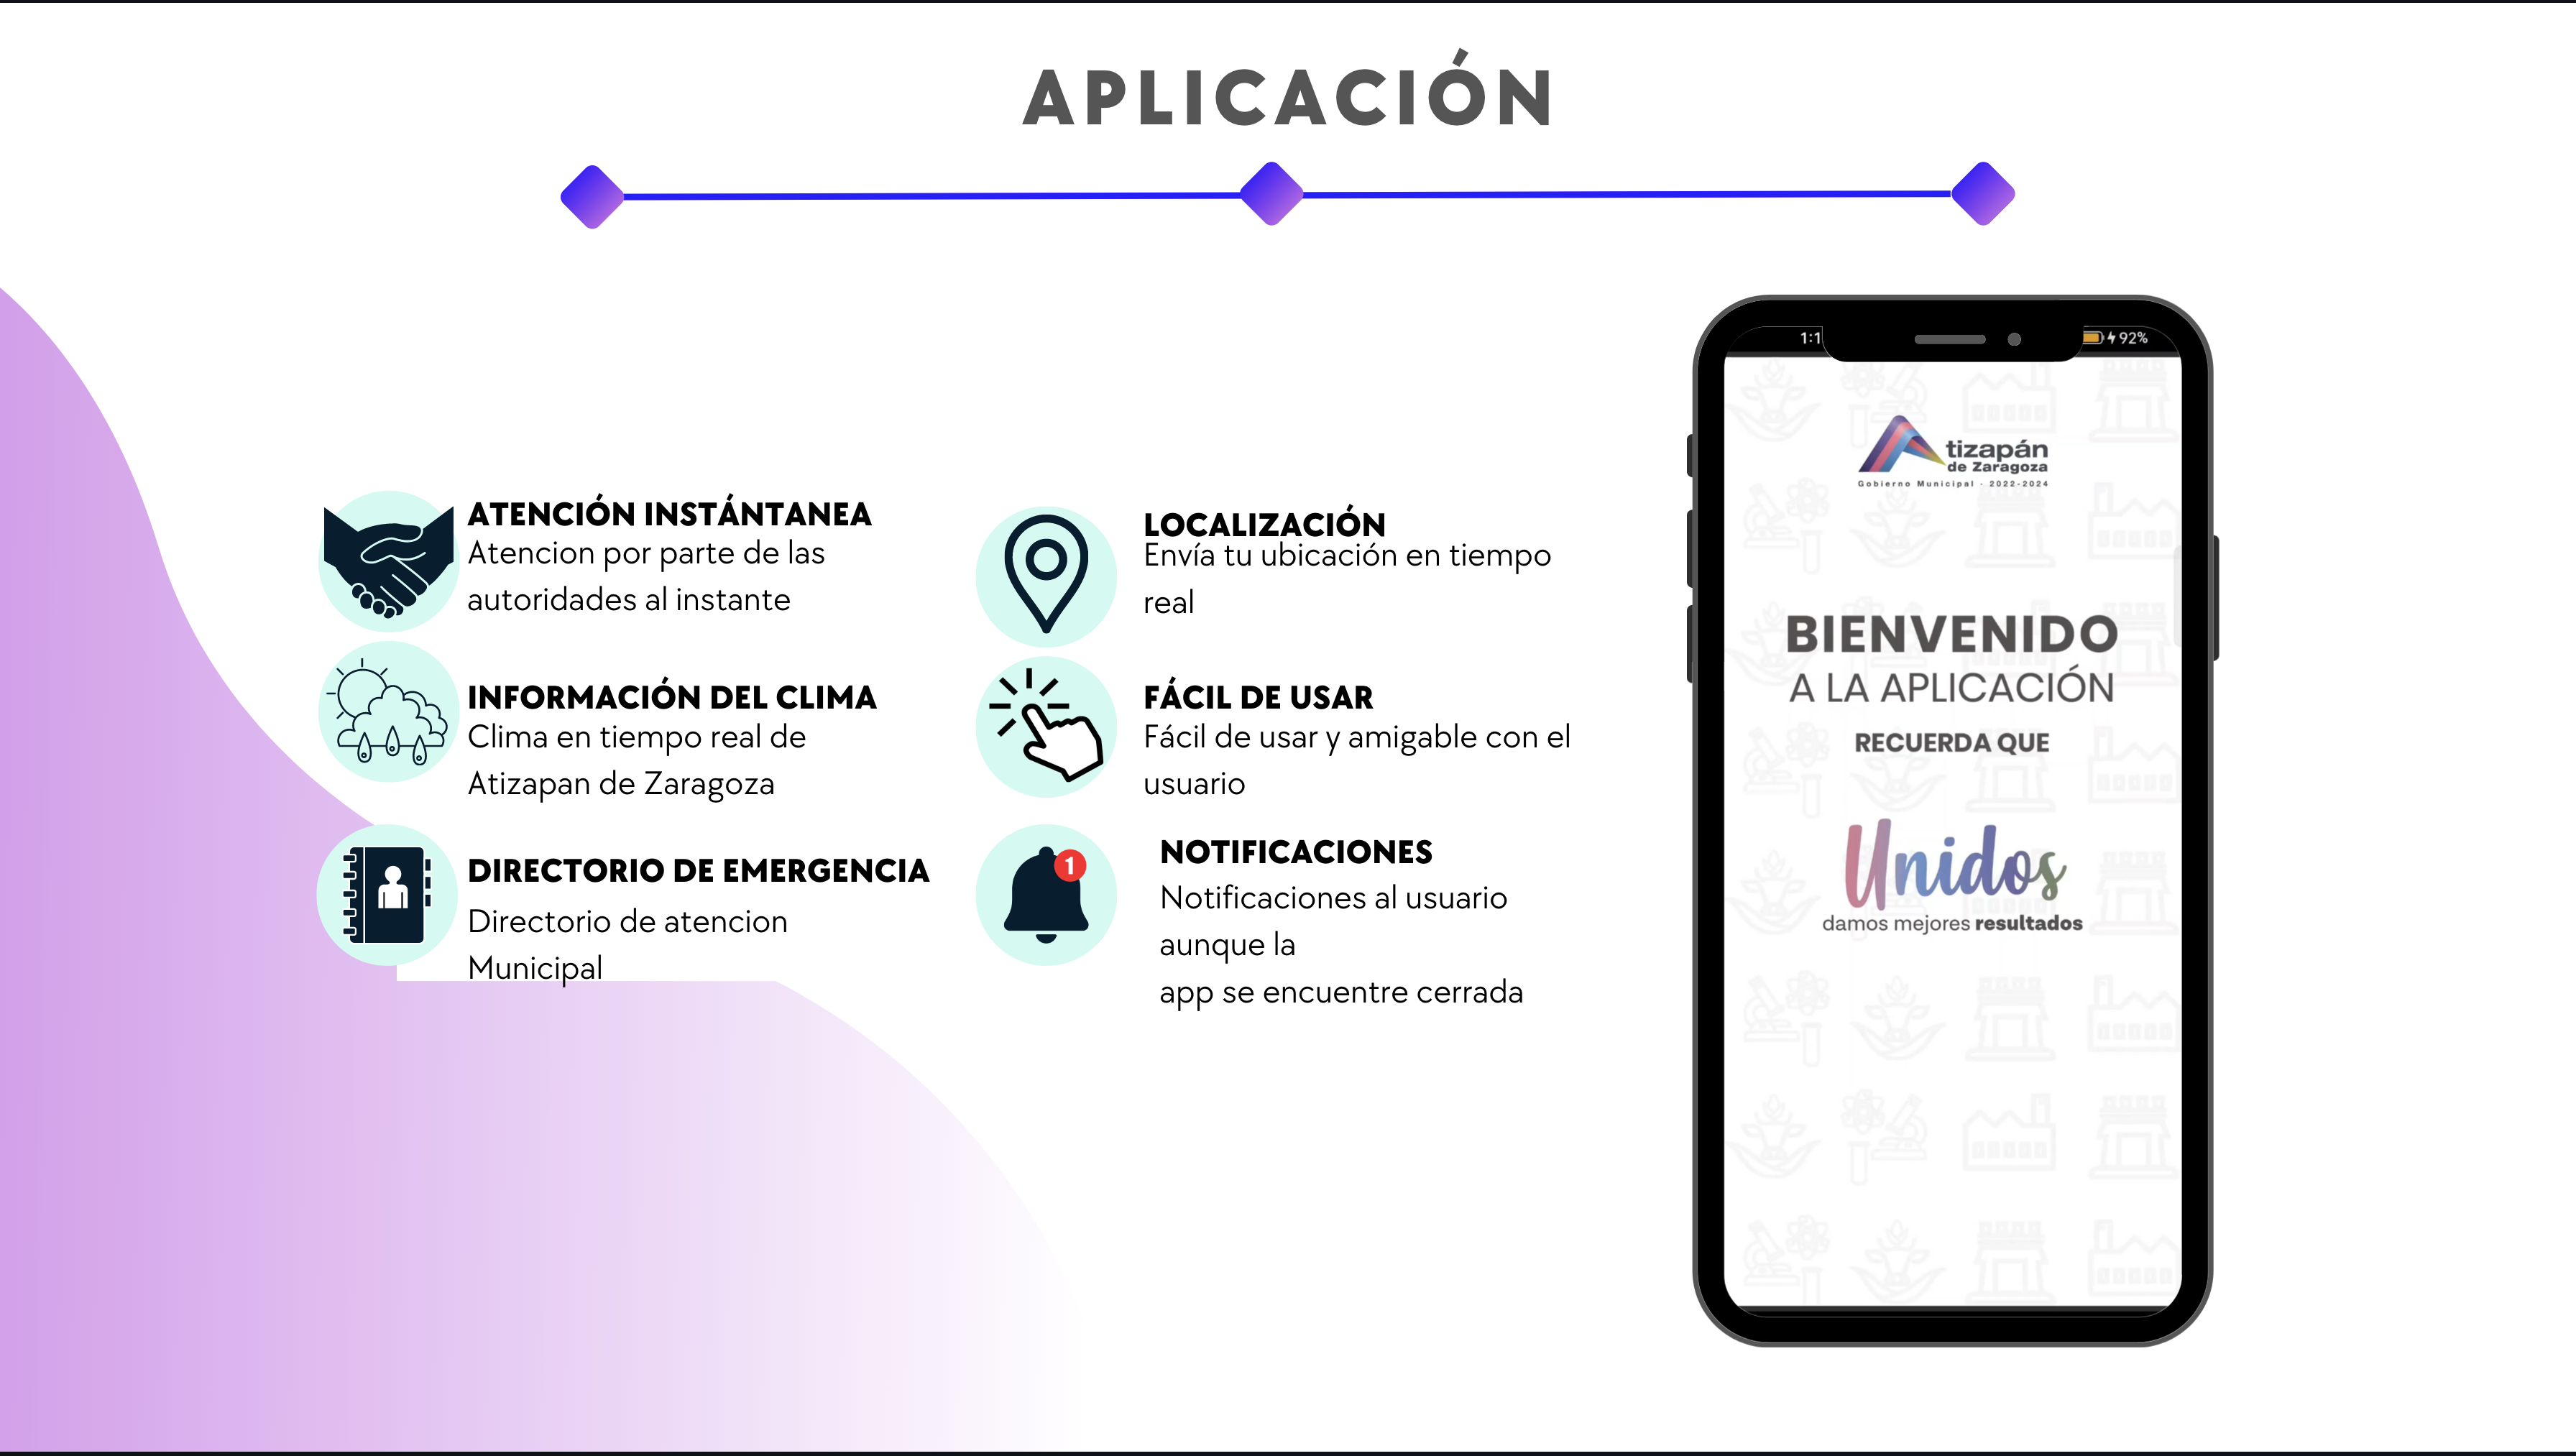 APLICACIÓN
ATENCIÓN INSTÁNTANEA
Atencion por parte de las
autoridades al instante
INFORMACIÓN DEL CLIMA
Clima en tiempo real de
Atizapan de Zaragoza
DIRECTORIO DE EMERGENCIA
Directorio de atencion
Municipal
LOCALIZACIÓN
Envía tu ubicación en tiempo
real
FÁCIL DE USAR
Fácil de usar y amigable con el
usuario
1
NOTIFICACIONES
Notificaciones al usuario
aunque la
app se encuentre cerrada
1:1
92%
Atizapán
de Zaragoza
Gobierno Municipal - 2022-2024
BIENVENIDO
A LA APLICACIÓN
RECUERDA QUE
Unidos
damos mejores resultados